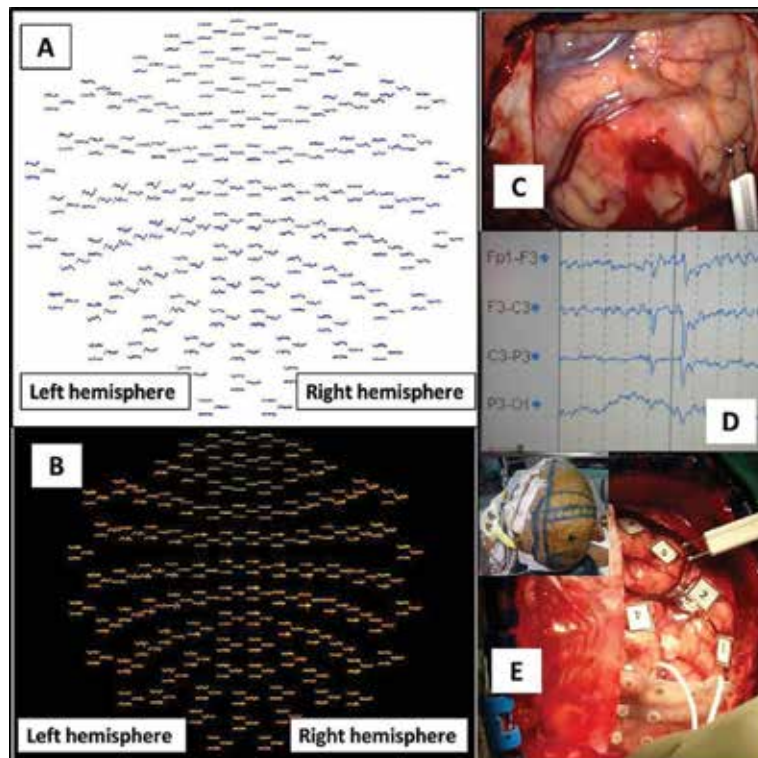 A
Left hemisphere
Right hemisphere
B
Left hemisphere
Right hemisphere
C
Fp1-F3
F3-C3
C3-P3
P3-O1
D
E